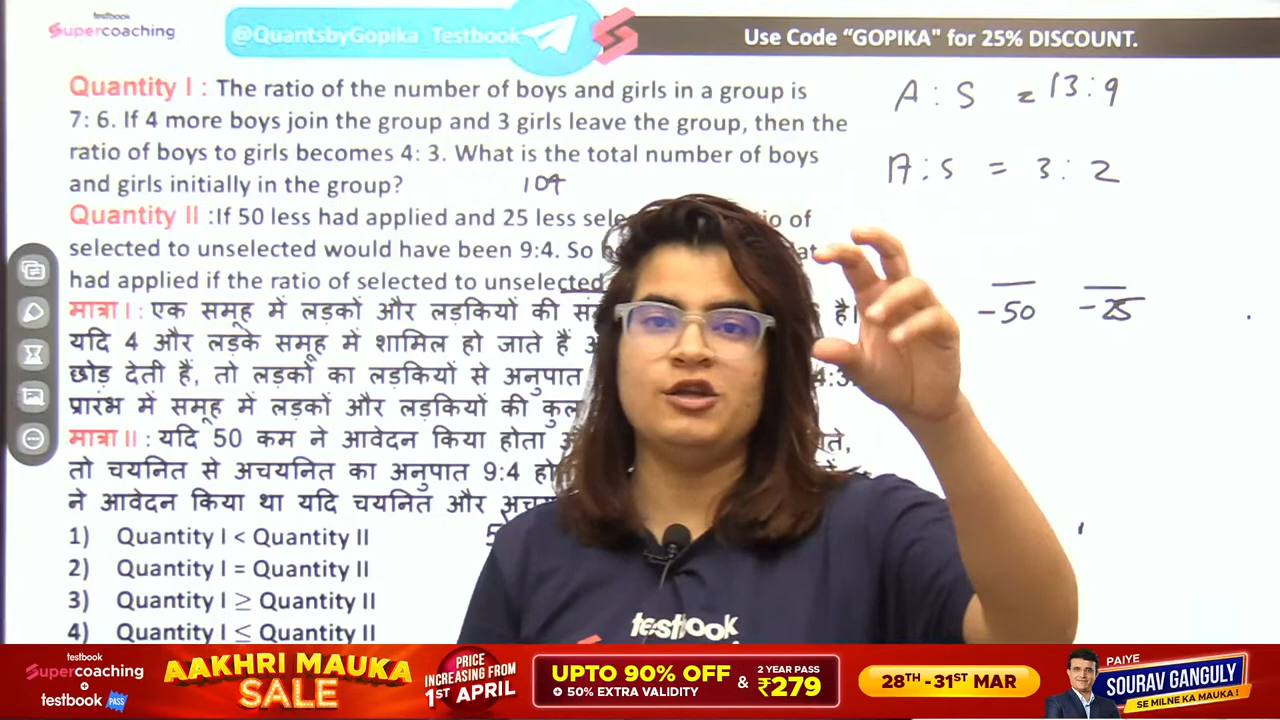 testbook
Supercoaching
@QuantsbyGopika Testbook
Use Code “GOPIKA" for 25% DISCOUNT.
Quantity I : The ratio of the number of boys and girls in a group is
7: 6. If 4 more boys join the group and 3 girls leave the group, then the
ratio of boys to girls becomes 4: 3. What is the total number of boys
and girls initially in the group? 104
Quantity II :If 50 less had applied and 25 less of
selected to unselected would have been 9:4. So
had applied if the ratio of selected to unselected
मात्रा I : एक समूह में लड़कों और लड़कियों की है।
यदि 4 और लड़के समूह में शामिल हो जाते हैं
छोड़ देती हैं, तो लड़कों का लड़कियों से अनुपात 4:3
प्रारंभ में समूह में लड़कों और लड़कियों की
मात्रा II : यदि 50 कम ने आवेदन किया होता
तो चयनित से अचयनित का अनुपात 9:4
ने आवेदन किया था यदि चयनित और
1) Quantity I < Quantity II
2) Quantity I = Quantity II
3) Quantity I ≥ Quantity II
4) Quantity I ≤ Quantity II
A : S = 13 : 9
A : S = 3 : 2
-50 -25
testbook
testbook
Supercoaching
+
testbook PASS
AAKHRI MAUKA
SALE
PRICE
INCREASING FROM
1ST APRIL
UPTO 90% OFF
+ 50% EXTRA VALIDITY
&
2 YEAR PASS
₹279
28TH - 31ST MAR
PAIYE
SOURAV GANGULY
SE MILNE KA MAUKA !